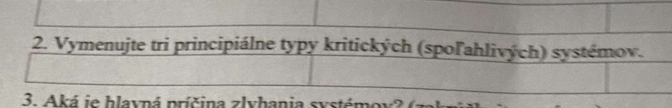 2. Vymenujte tri principiálne typy kritických (spoľahlivých) systémov.
3. Aká je hlavná príčina zlyhania systémov?